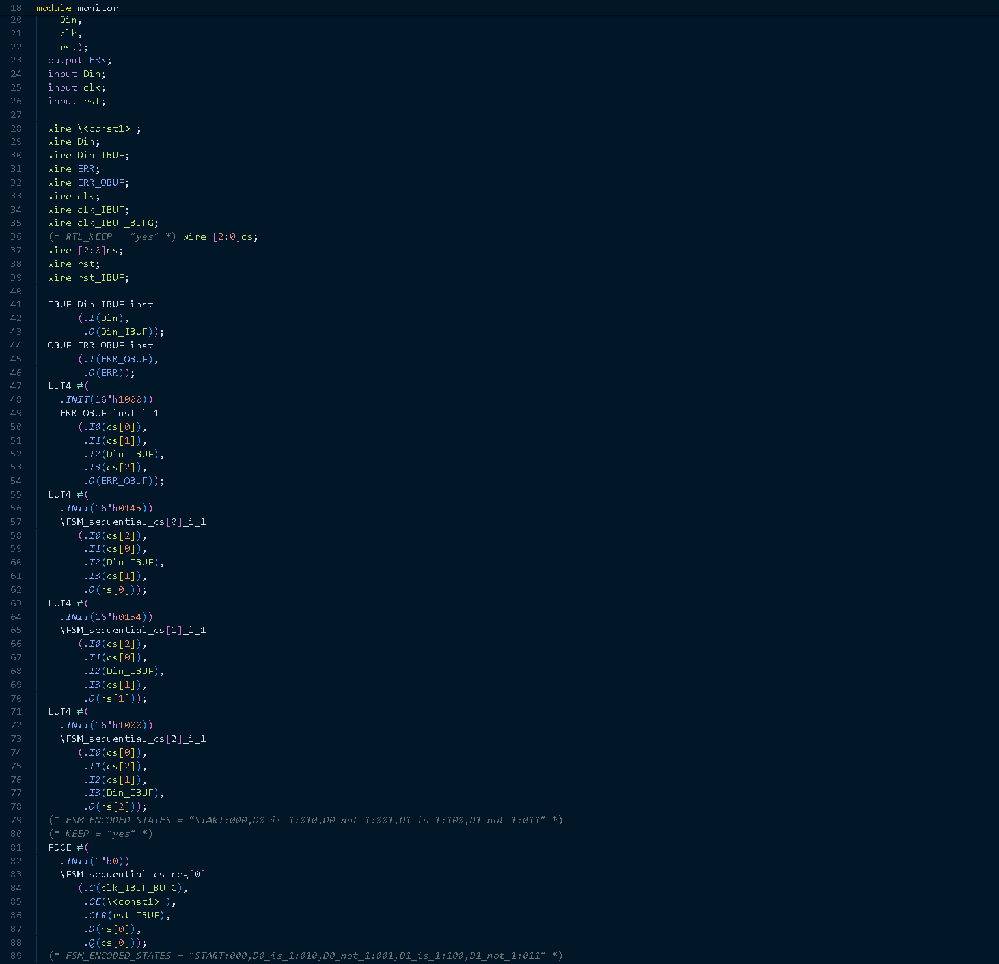 18 module monitor
20 Din,
21 clk,
22 rst);
23 output ERR;
24 input Din;
25 input clk;
26 input rst;
27
28 wire \<const1> ;
29 wire Din;
30 wire Din_IBUF;
31 wire ERR;
32 wire ERR_OBUF;
33 wire clk;
34 wire clk_IBUF;
35 wire clk_IBUF_BUFG;
36 (* RTL_KEEP = "yes" *) wire [2:0]cs;
37 wire [2:0]ns;
38 wire rst;
39 wire rst_IBUF;
40
41 IBUF Din_IBUF_inst
42 (.I(Din),
43 .O(Din_IBUF));
44 OBUF ERR_OBUF_inst
45 (.I(ERR_OBUF),
46 .O(ERR));
47 LUT4 #(
48 .INIT(16'h1000))
49 ERR_OBUF_inst_i_1
50 (.I0(cs[0]),
51 .I1(cs[1]),
52 .I2(Din_IBUF),
53 .I3(cs[2]),
54 .O(ERR_OBUF));
55 LUT4 #(
56 .INIT(16'h0145))
57 \FSM_sequential_cs[0]_i_1
58 (.I0(cs[2]),
59 .I1(cs[0]),
60 .I2(Din_IBUF),
61 .I3(cs[1]),
62 .O(ns[0]));
63 LUT4 #(
64 .INIT(16'h0154))
65 \FSM_sequential_cs[1]_i_1
66 (.I0(cs[2]),
67 .I1(cs[0]),
68 .I2(Din_IBUF),
69 .I3(cs[1]),
70 .O(ns[1]));
71 LUT4 #(
72 .INIT(16'h1000))
73 \FSM_sequential_cs[2]_i_1
74 (.I0(cs[0]),
75 .I1(cs[2]),
76 .I2(cs[1]),
77 .I3(Din_IBUF),
78 .O(ns[2]));
79 (* FSM_ENCODED_STATES = "START:000,D0_is_1:010,D0_not_1:001,D1_is_1:100,D1_not_1:011" *)
80 (* KEEP = "yes" *)
81 FDCE #(
82 .INIT(1'b0))
83 \FSM_sequential_cs_reg[0]
84 (.C(clk_IBUF_BUFG),
85 .CE(\<const1> ),
86 .CLR(rst_IBUF),
87 .D(ns[0]),
88 .Q(cs[0]));
89 (* FSM_ENCODED_STATES = "START:000,D0_is_1:010,D0_not_1:001,D1_is_1:100,D1_not_1:011" *)